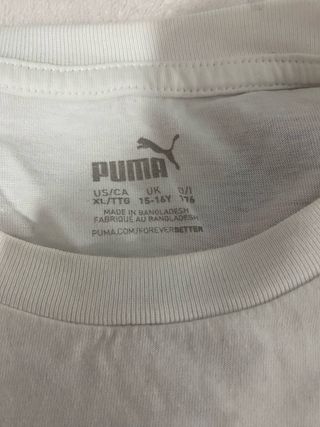 PUMA
US/CA UK D/I
XL/TTG 15-16Y 176
MADE IN BANGLADESH
FABRIQUÉ AU BANGLADESH
PUMA.COM/FOREVERBETTER